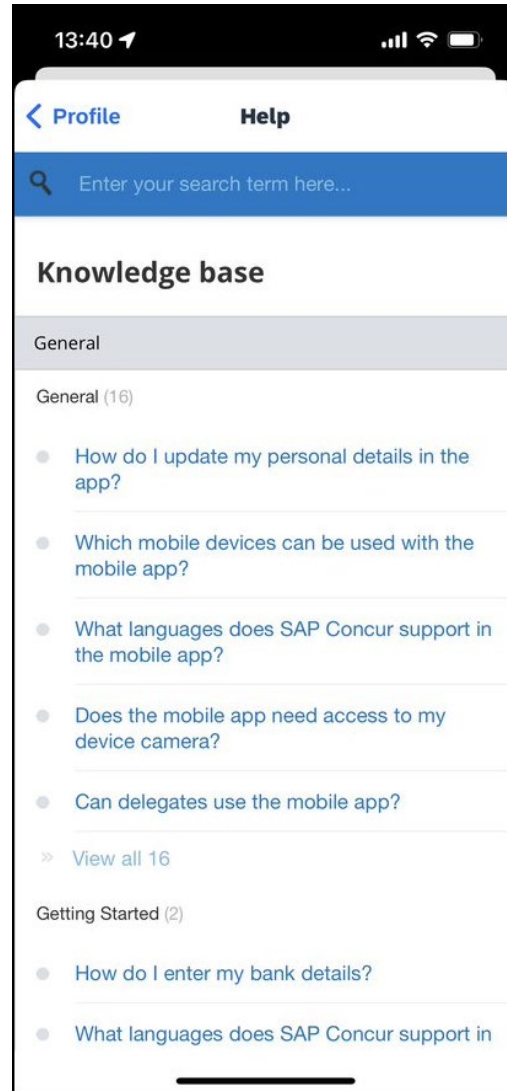 13:40
Profile
Help
Enter your search term here...
Knowledge base
General
General (16)
How do I update my personal details in the
app?
Which mobile devices can be used with the
mobile app?
What languages does SAP Concur support in
the mobile app?
Does the mobile app need access to my
device camera?
Can delegates use the mobile app?
» View all 16
Getting Started (2)
How do I enter my bank details?
What languages does SAP Concur support in